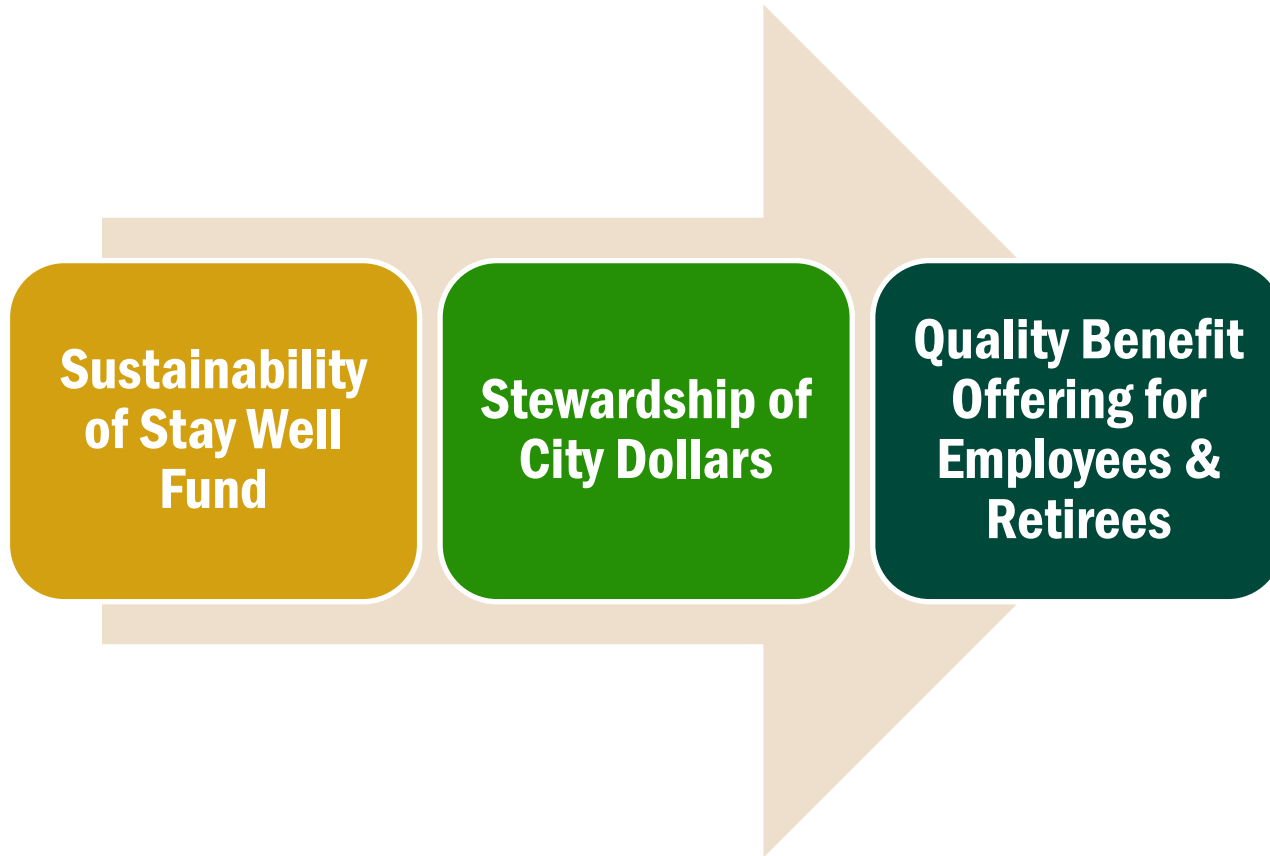 Sustainability
of Stay Well
Fund
Stewardship of
City Dollars
Quality Benefit
Offering for
Employees &
Retirees